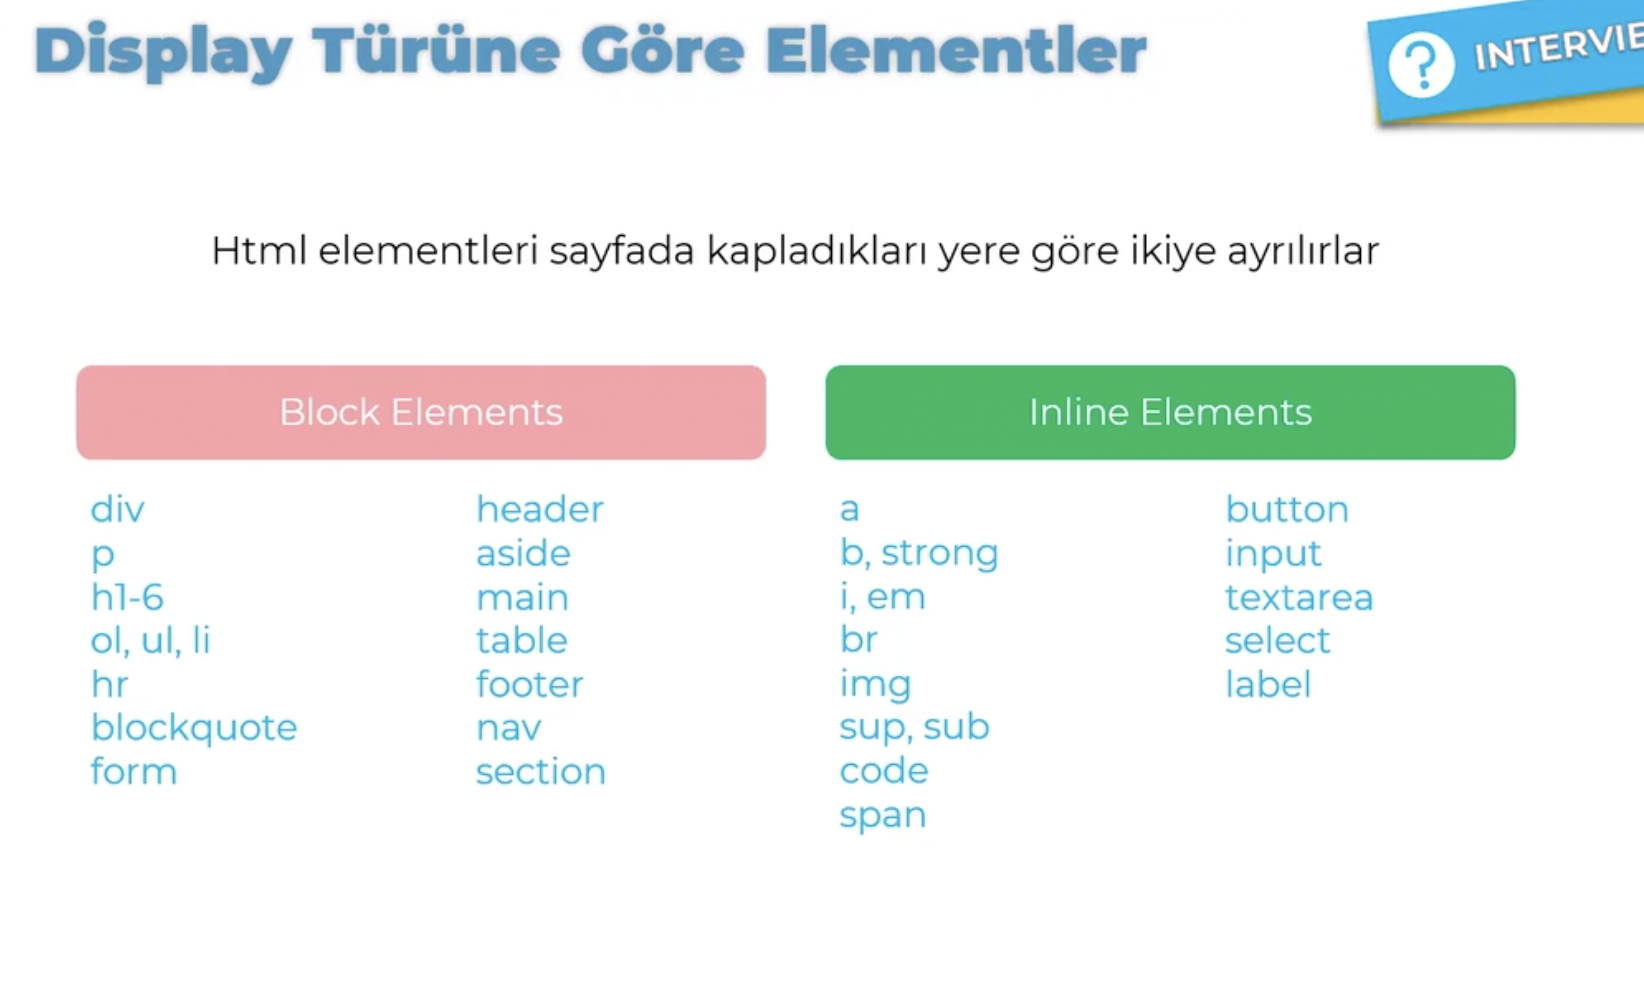 Display Türüne Göre Elementler
Html elementleri sayfada kapladıkları yere göre ikiye ayrılırlar
Block Elements
div
p
h1-6
ol, ul, li
hr
blockquote
form
header
aside
main
table
footer
nav
section
Inline Elements
a
b, strong
i, em
br
img
sup, sub
code
span
button
input
textarea
select
label